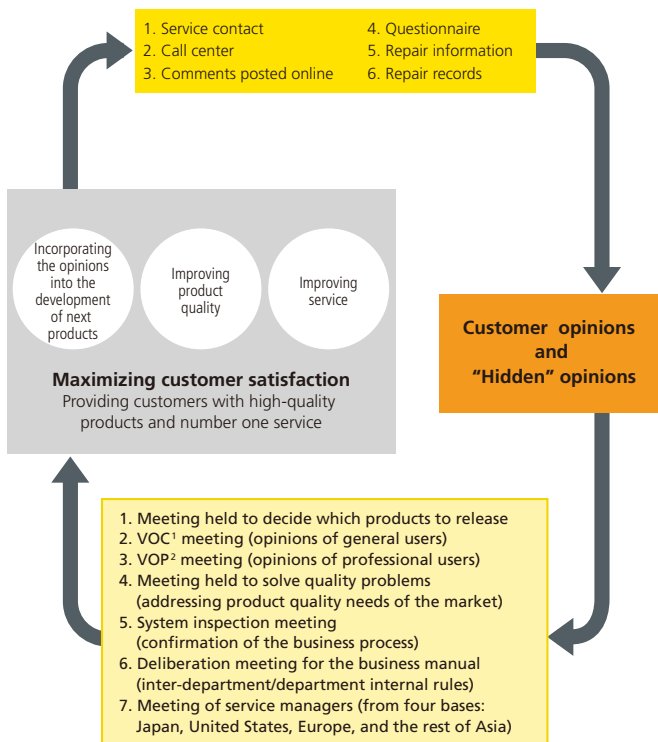 1. Service contact
2. Call center
3. Comments posted online
4. Questionnaire
5. Repair information
6. Repair records
Incorporating
the opinions
into the
development
of next
products
Improving
product
quality
Improving
service
Maximizing customer satisfaction
Providing customers with high-quality
products and number one service
Customer opinions
and
“Hidden” opinions
1. Meeting held to decide which products to release
2. VOC¹ meeting (opinions of general users)
3. VOP² meeting (opinions of professional users)
4. Meeting held to solve quality problems
(addressing product quality needs of the market)
5. System inspection meeting
(confirmation of the business process)
6. Deliberation meeting for the business manual
(inter-department/department internal rules)
7. Meeting of service managers (from four bases:
Japan, United States, Europe, and the rest of Asia)